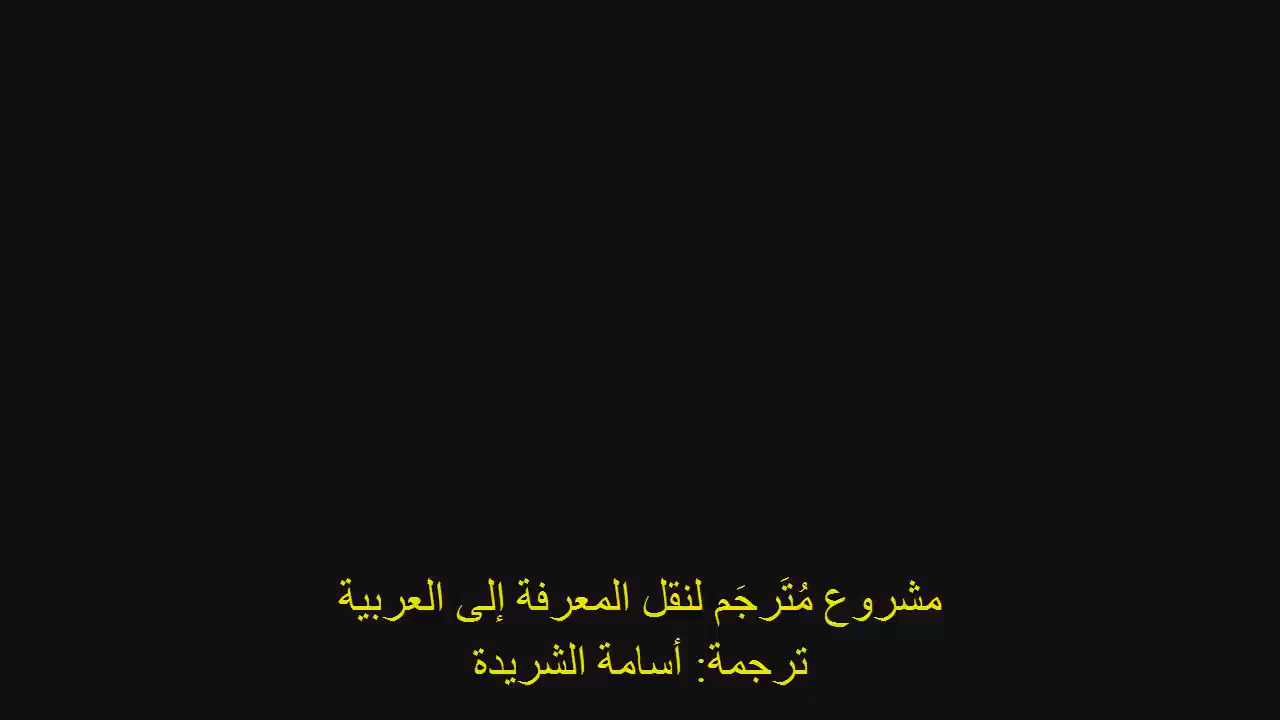 مشروع مُتَرجَم لنقل المعرفة إلى العربية
ترجمة: أسامة الشريدة